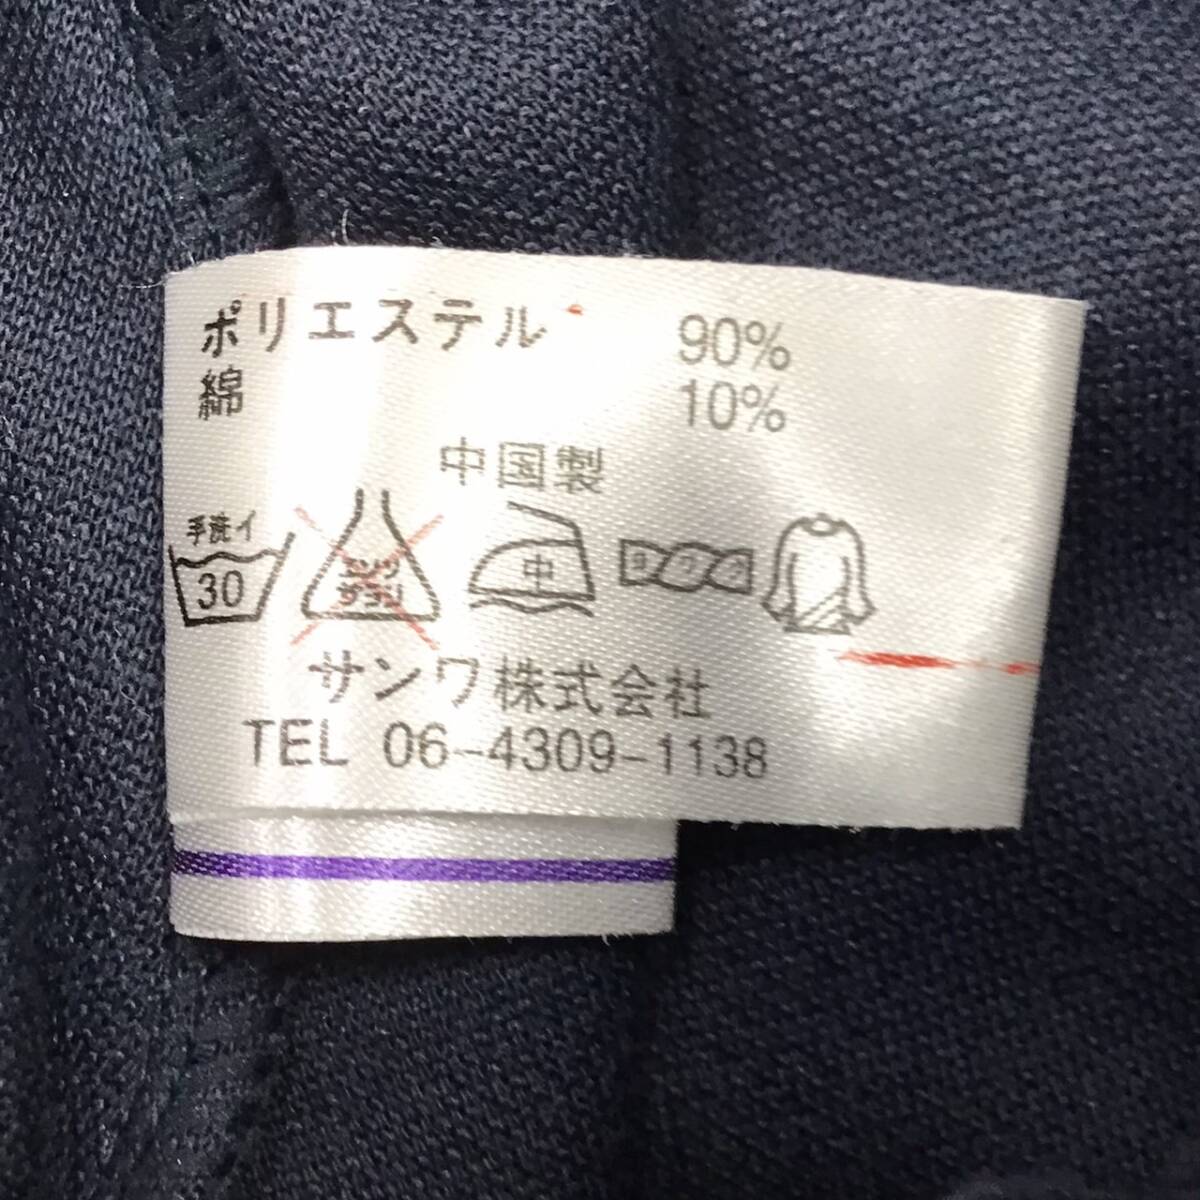 ポリエステル 90%
綿 10%
中国製
手洗イ
30
中
サンワ株式会社
TEL 06-4309-1138